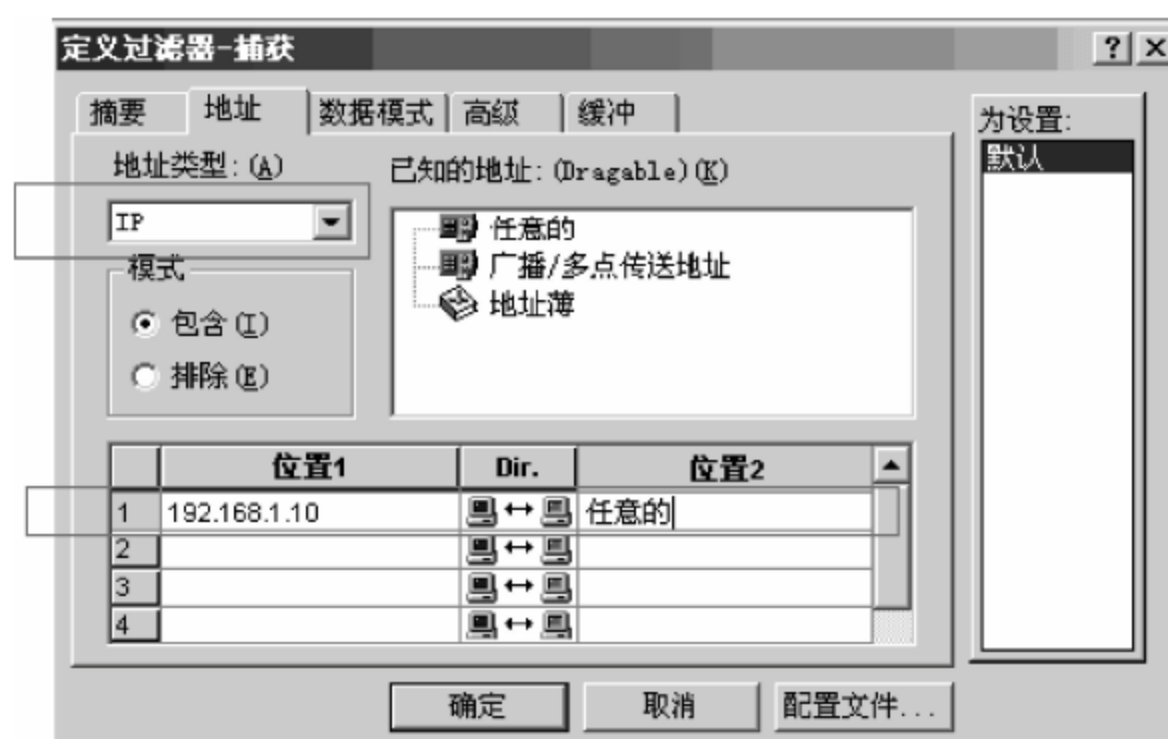 定义过滤器-捕获
摘要 地址 数据模式 高级 缓冲
为设置:
默认
地址类型:(A)
IP
已知的地址:(Dragable)(K)
任意的
广播/多点传送地址
地址薄
模式
包含(I)
排除(E)
位置1 Dir. 位置2
1 192.168.1.10 任意的
2
3
4
确定 取消 配置文件...